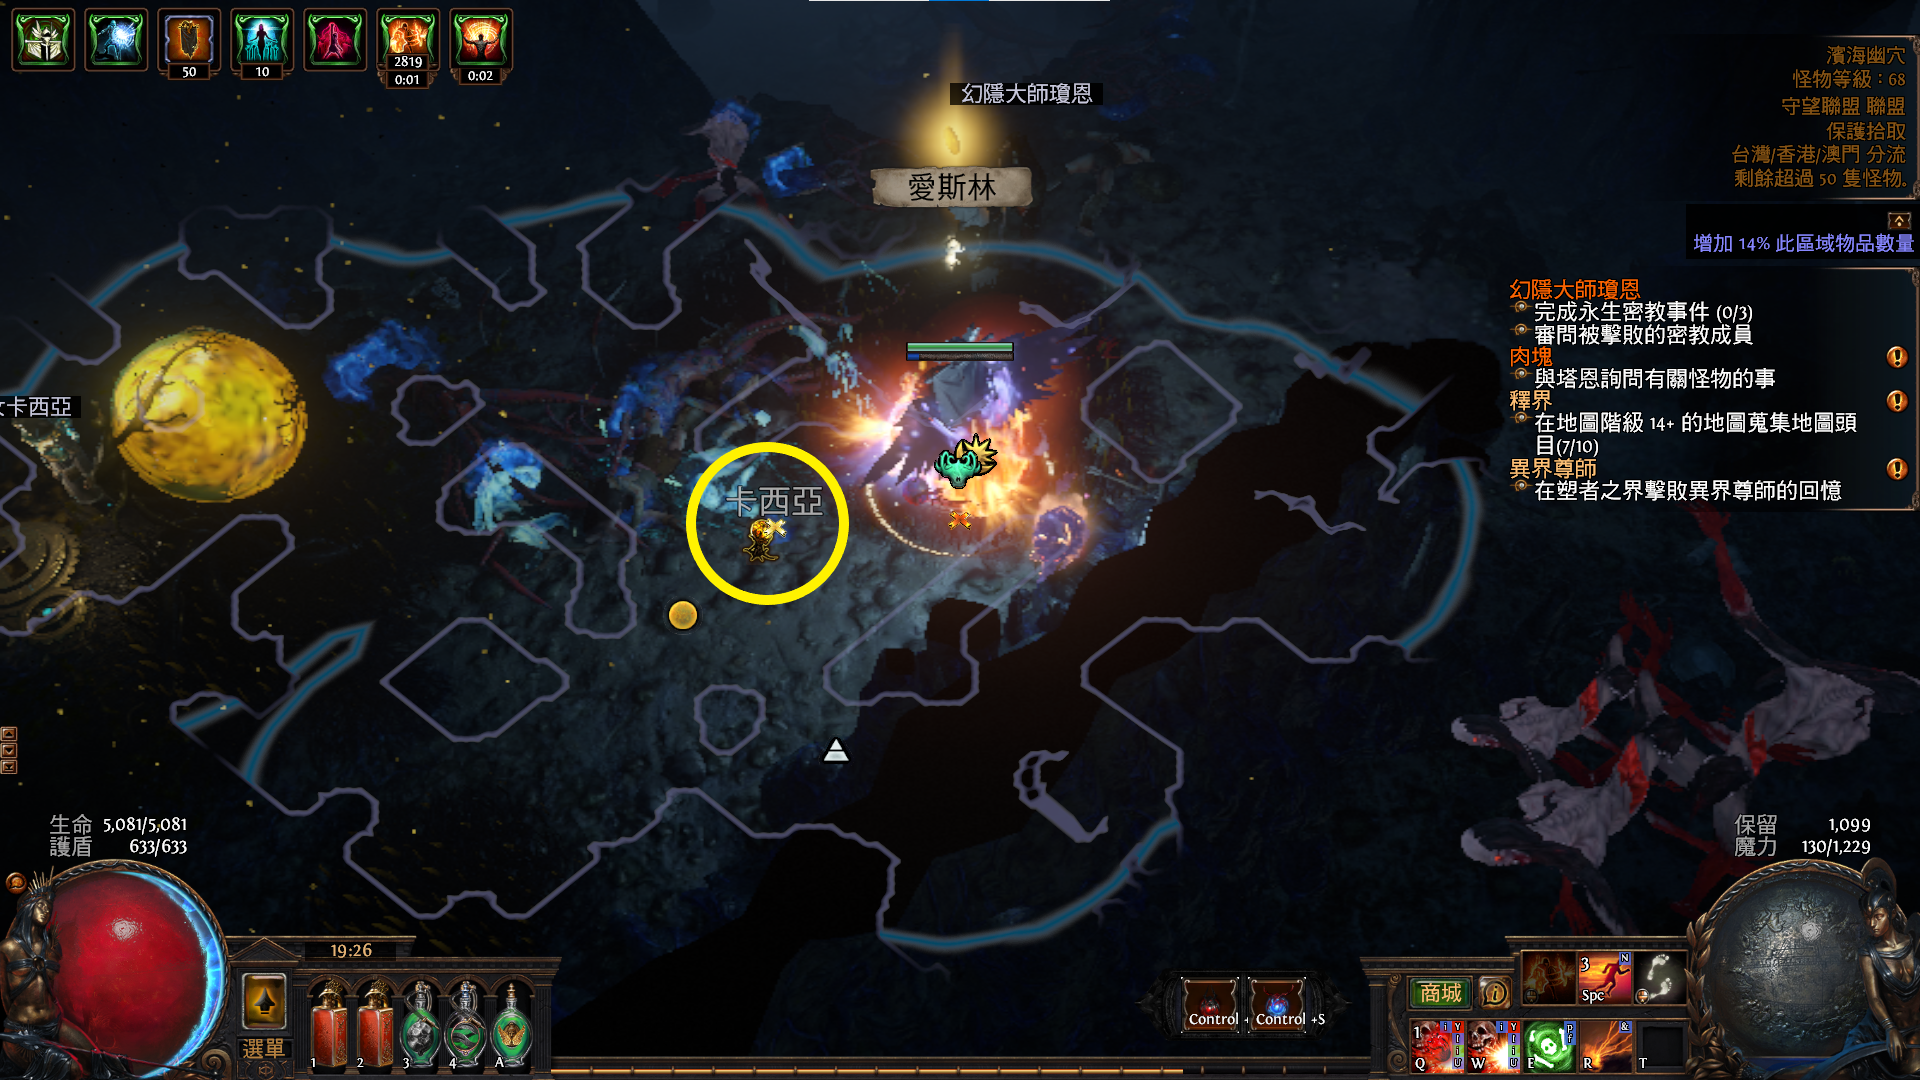 50
10
2819
0:01
0:02
幻隱大師瓊恩
愛斯林
卡西亞
卡西亞
濱海幽穴
怪物等級：68
守望聯盟 聯盟
保護拾取
台灣/香港/澳門 分流
剩餘超過 50 隻怪物。
增加 14% 此區域物品數量
幻隱大師瓊恩
完成永生密教事件 (0/3)
審問被擊敗的密教成員
肉塊
與塔恩詢問有關怪物的事
釋界
在地圖階級 14+ 的地圖蒐集地圖頭
目(7/10)
異界尊師
在塑者之界擊敗異界尊師的回憶
生命 5,081/5,081
護盾 633/633
保留 1,099
魔力 130/1,229
19:26
選單
1
2
3
4
A
Control +
Control +S
商城
3
N
Spc
1
Q
W
E
R
T